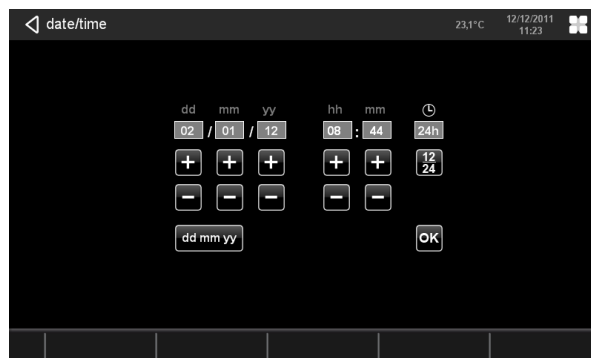 date/time 23,1°C 12/12/2011
11:23
dd mm yy hh mm
02 / 01 / 12 08 : 44 24h
+ + + + + 12
24
− − − − −
dd mm yy OK